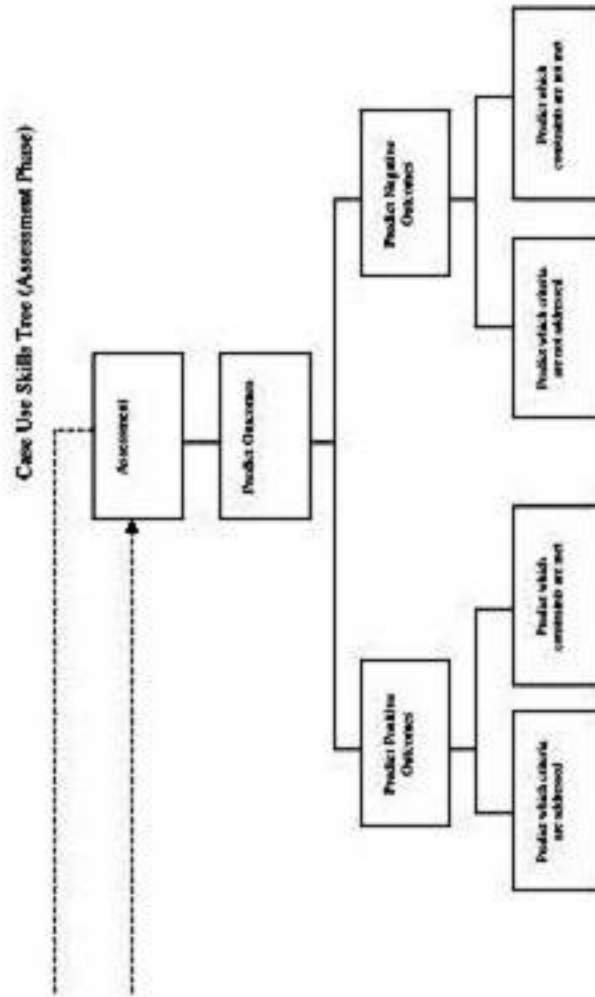 Case Use Skills Tree (Assessment Phase)
Assessment
Predict Outcomes
Predict Positive
Outcomes
Predict Negative
Outcomes
Predict which criteria
are addressed
Predict which
constraints are met
Predict which criteria
are not addressed
Predict which
constraints are not met